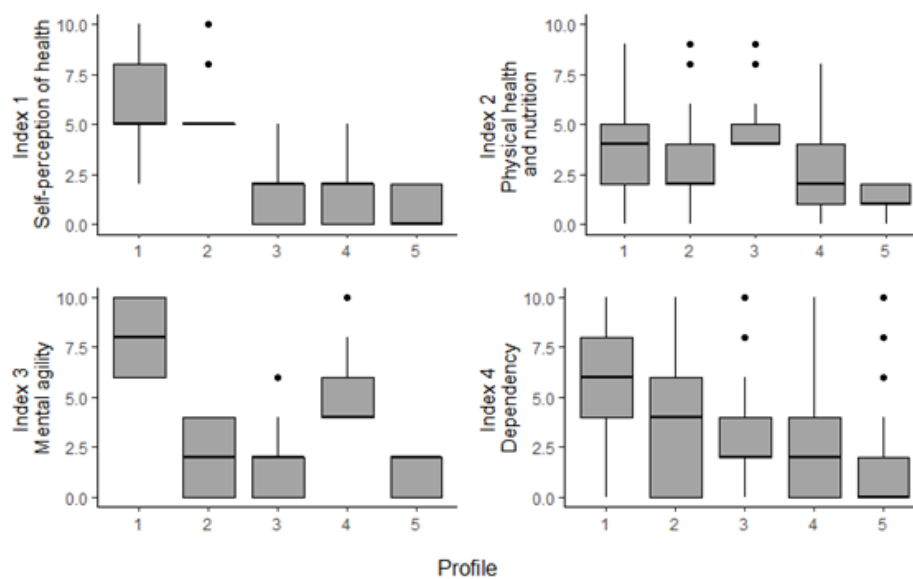 Index 1
Self-perception of health
10.0
7.5
5.0
2.5
0.0
1 2 3 4 5
Index 2
Physical health
and nutrition
10.0
7.5
5.0
2.5
0.0
1 2 3 4 5
Index 3
Mental agility
10.0
7.5
5.0
2.5
0.0
1 2 3 4 5
Index 4
Dependency
10.0
7.5
5.0
2.5
0.0
1 2 3 4 5
Profile